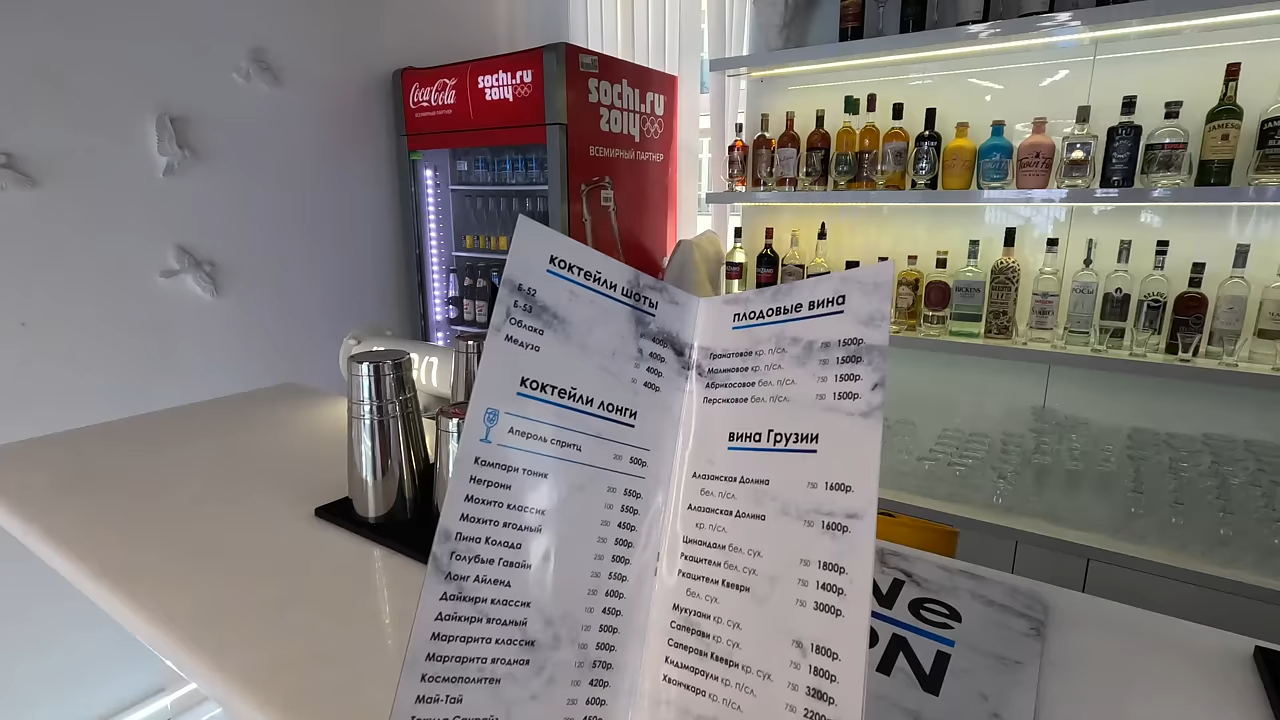 Coca-Cola
ВСЕМИРНЫЙ ПАРТНЕР
sochi.ru
2014
sochi.ru
2014
ВСЕМИРНЫЙ ПАРТНЕР
JAMESON
коктейли шоты
Б-52
Б-53 400р.
Облака 400р.
Медуза 50 400р.
50 400р.
коктейли лонги
Апероль спритц 200 500р.
Кампари тоник 200 550р.
Негрони 100 550р.
Мохито классик 250 450р.
Мохито ягодный 250 500р.
Пина Колада 250 500р.
Голубые Гавайи 250 550р.
Лонг Айленд 250 600р.
Дайкири классик 100 450р.
Дайкири ягодный 120 500р.
Маргарита классик 100 500р.
Маргарита ягодная 120 570р.
Космополитен 100 420р.
Май-Тай 250 600р.
плодовые вина
Гранатовое кр. п/сл. 750 1500р.
Малиновое кр. п/сл. 750 1500р.
Абрикосовое бел. п/сл. 750 1500р.
Персиковое бел. п/сл. 750 1500р.
вина Грузии
Алазанская Долина 750 1600р.
бел. п/сл.
Алазанская Долина 750 1600р.
кр. п/сл.
Цинандали бел. сух. 750 1800р.
Ркацители бел. сух. 750 1400р.
Ркацители Квеври 750 3000р.
бел. сух.
Мукузани кр. сух. 750 1800р.
Саперави кр. сух. 750 1800р.
Саперави Квеври кр. сух. 750 3200р.
Киндзмараули кр. п/сл. 750 2200р.
Хванчкара кр. п/сл.